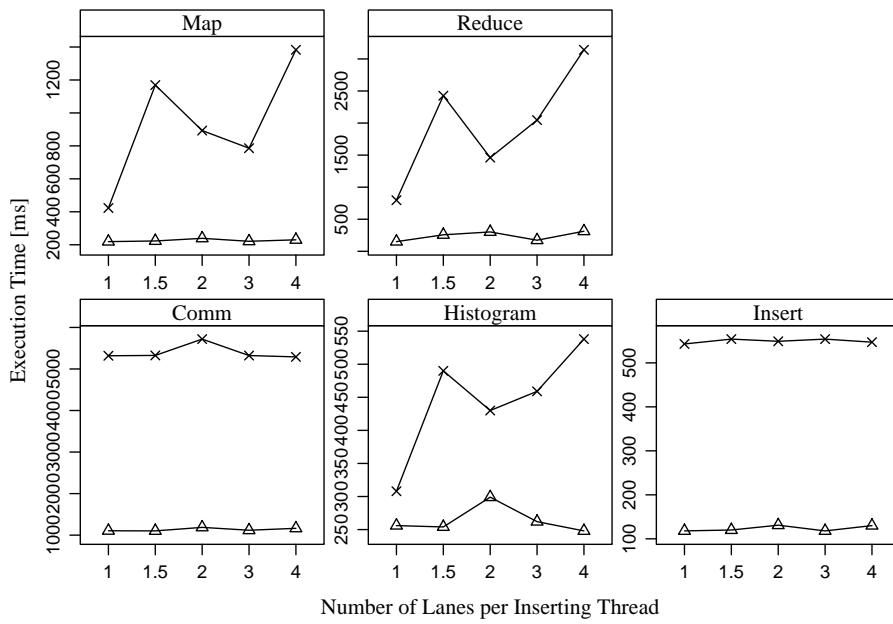 Map
Reduce
Execution Time [ms]
200 400 600 800 1200
500 1500 2500
1 1.5 2 3 4
1 1.5 2 3 4
Comm
Histogram
Insert
1000 2000 3000 4000 5000
250 300 350 400 450 500 550
100 200 300 400 500
1 1.5 2 3 4
1 1.5 2 3 4
1 1.5 2 3 4
Number of Lanes per Inserting Thread